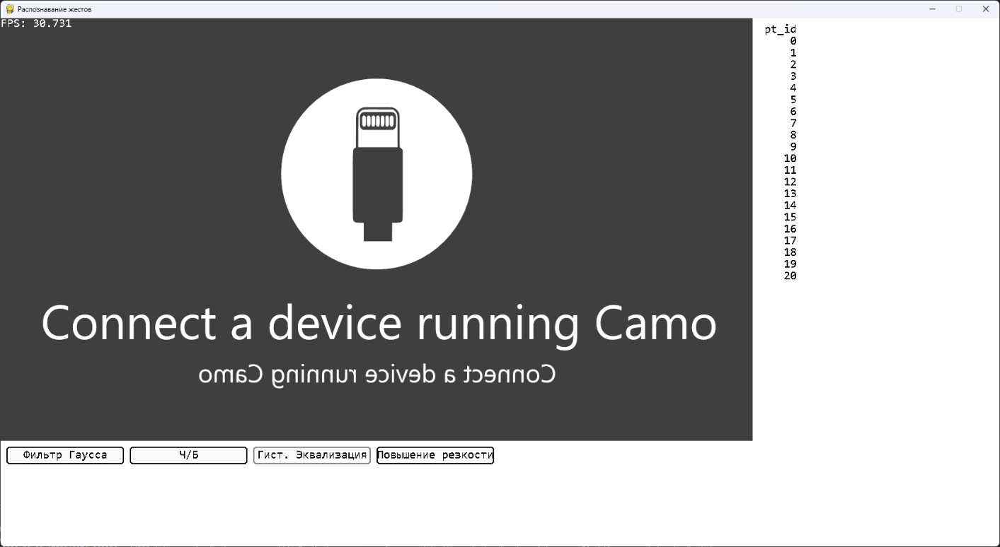 Распознавание жестов
FPS: 30.731
Connect a device running Camo
Connect a device running Camo
pt_id
0
1
2
3
4
5
6
7
8
9
10
11
12
13
14
15
16
17
18
19
20
Фильтр Гаусса
Ч/Б
Гист. Эквализация
Повышение резкости